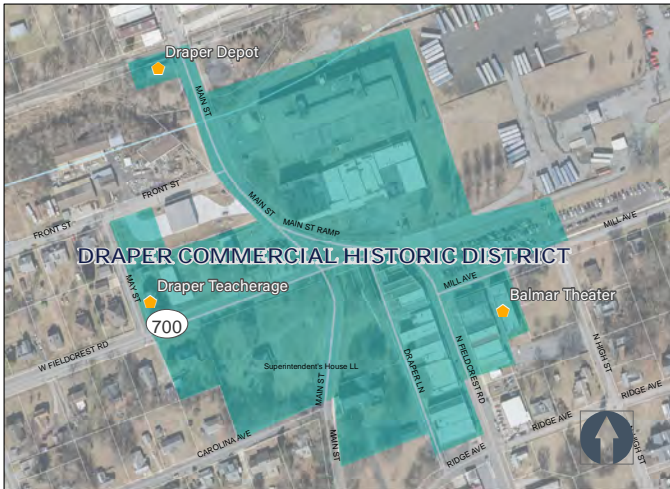 Draper Depot
MAIN ST
FRONT ST
MAIN ST
MAIN ST RAMP
FRONT ST
MILL AVE
DRAPER COMMERCIAL HISTORIC DISTRICT
MAY ST
Draper Teacherage
MILL AVE
Balmar Theater
700
W FIELDCREST RD
DRAPER LN
N FIELDCREST RD
N HIGH ST
Superintendent's House LL
MAIN ST
RIDGE AVE
CAROLINA AVE
MAIN ST
RIDGE AVE
RIDGE AVE
HIGH ST